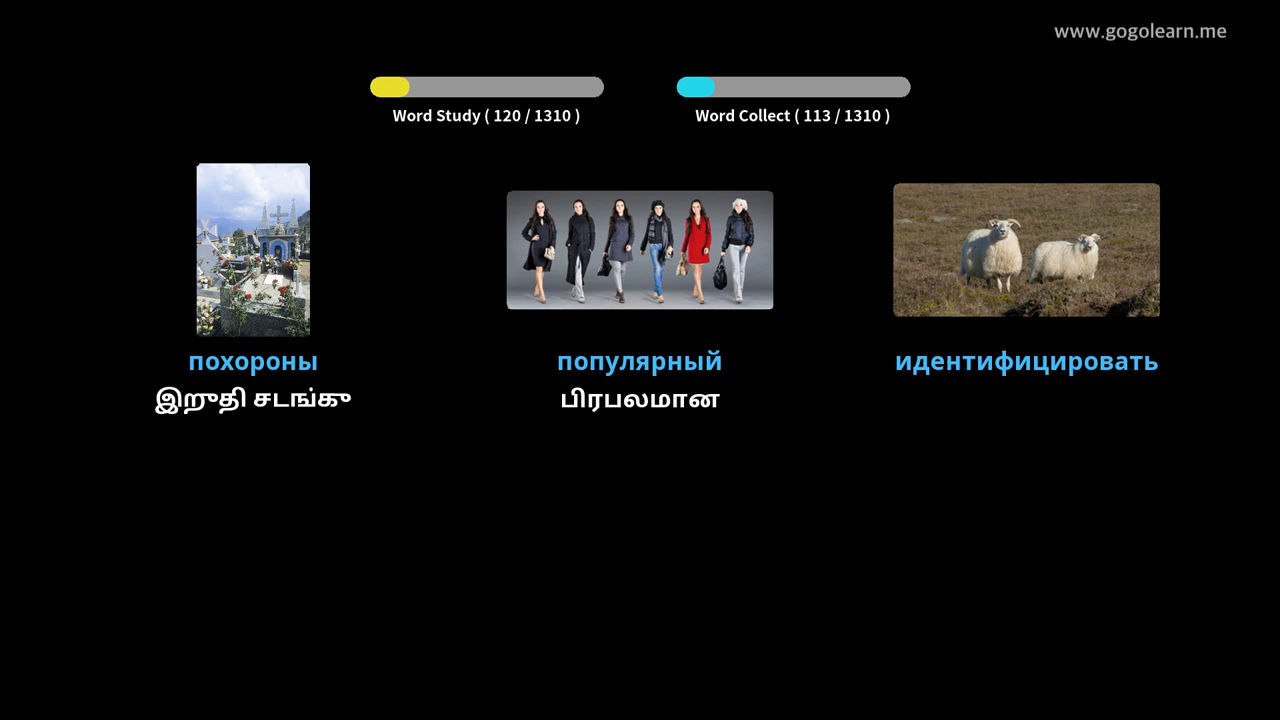 www.gogolearn.me
Word Study ( 120 / 1310 )
Word Collect ( 113 / 1310 )
похороны
популярный
идентифицировать
இறுதி சடங்கு
பிரபலமான